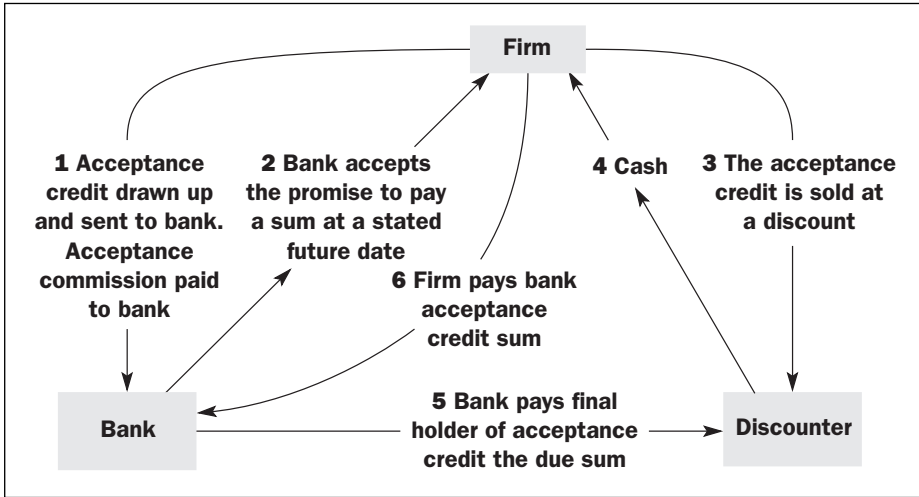 Firm
1 Acceptance
credit drawn up
and sent to bank.
Acceptance
commission paid
to bank
2 Bank accepts
the promise to pay
a sum at a stated
future date
4 Cash
3 The acceptance
credit is sold at
a discount
6 Firm pays bank
acceptance
credit sum
Bank
5 Bank pays final
holder of acceptance
credit the due sum
Discounter